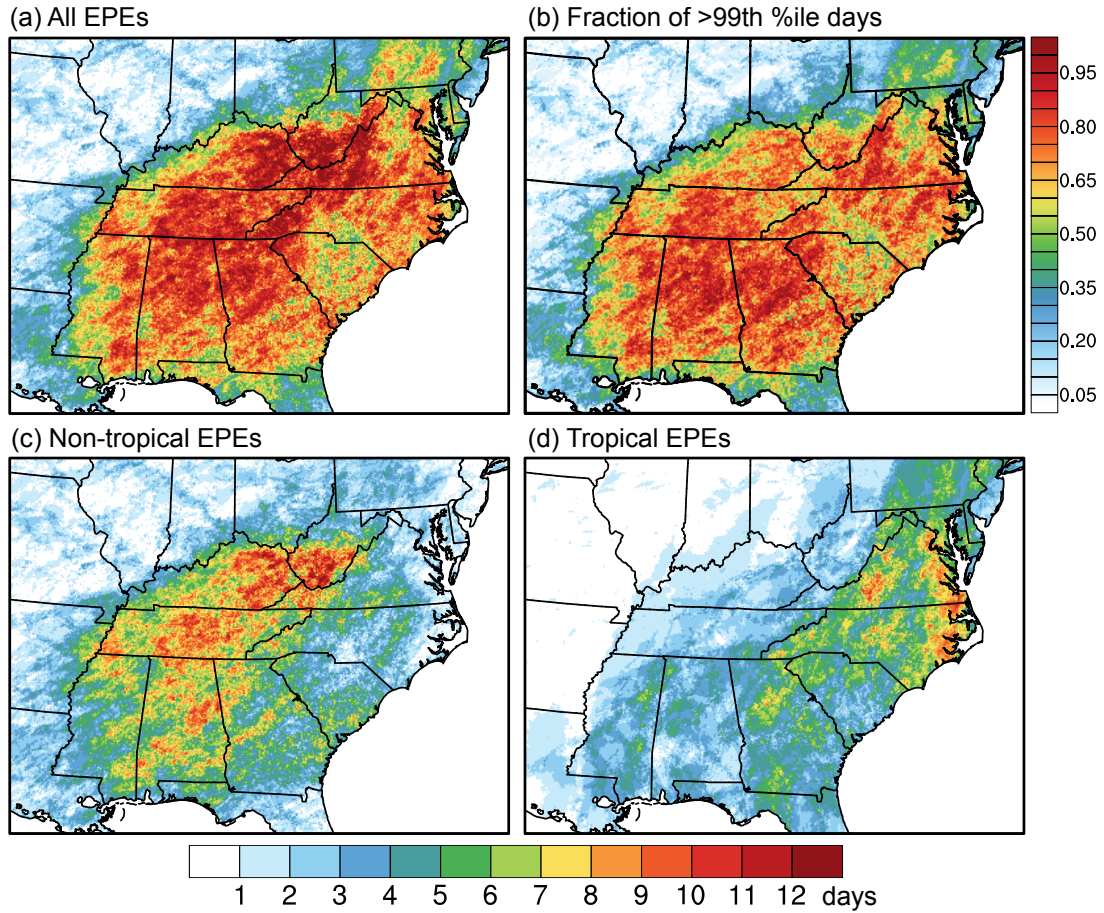 (a) All EPEs
(b) Fraction of >99th %ile days
0.95
0.80
0.65
0.50
0.35
0.20
0.05
(c) Non-tropical EPEs
(d) Tropical EPEs
1 2 3 4 5 6 7 8 9 10 11 12 days